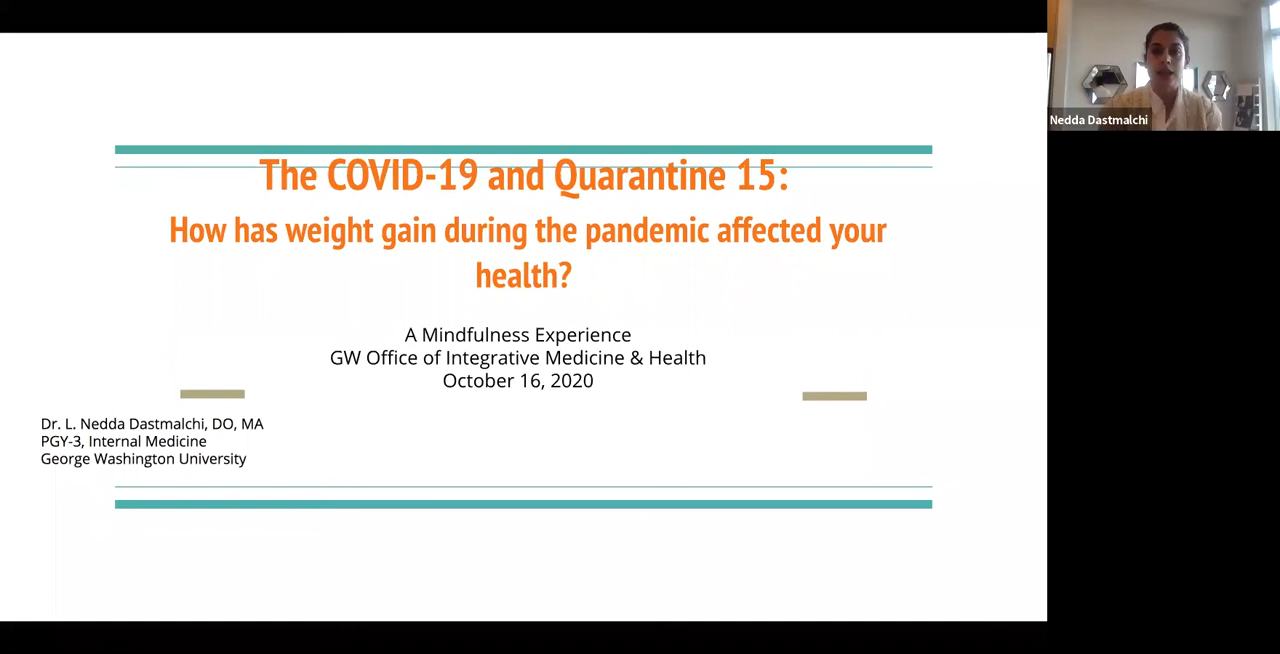 The COVID-19 and Quarantine 15:
How has weight gain during the pandemic affected your
health?
A Mindfulness Experience
GW Office of Integrative Medicine & Health
October 16, 2020
Dr. L. Nedda Dastmalchi, DO, MA
PGY-3, Internal Medicine
George Washington University
Nedda Dastmalchi